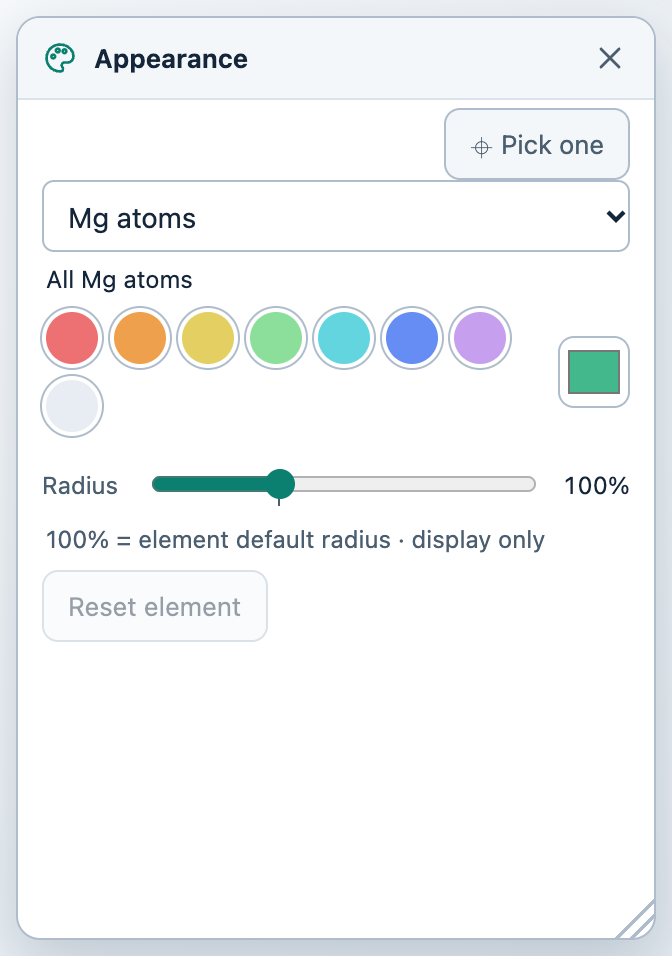 Appearance
Pick one
Mg atoms
All Mg atoms
Radius 100%
100% = element default radius · display only
Reset element